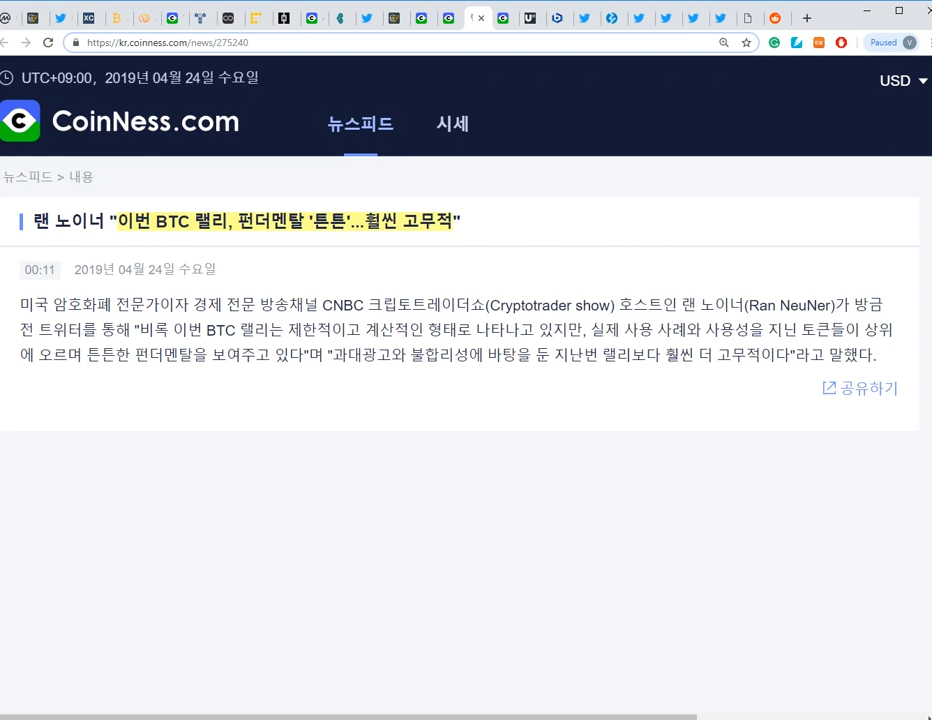 https://kr.coinness.com/news/275240
Paused V
UTC+09:00, 2019년 04월 24일 수요일
USD
CoinNess.com
뉴스피드 시세
뉴스피드 > 내용
랜 노이너 "이번 BTC 랠리, 펀더멘탈 '튼튼'...훨씬 고무적"
00:11 2019년 04월 24일 수요일
미국 암호화폐 전문가이자 경제 전문 방송채널 CNBC 크립토트레이더쇼(Cryptotrader show) 호스트인 랜 노이너(Ran NeuNer)가 방금
전 트위터를 통해 "비록 이번 BTC 랠리는 제한적이고 계산적인 형태로 나타나고 있지만, 실제 사용 사례와 사용성을 지닌 토큰들이 상위
에 오르며 튼튼한 펀더멘탈을 보여주고 있다"며 "과대광고와 불합리성에 바탕을 둔 지난번 랠리보다 훨씬 더 고무적이다"라고 말했다.
공유하기